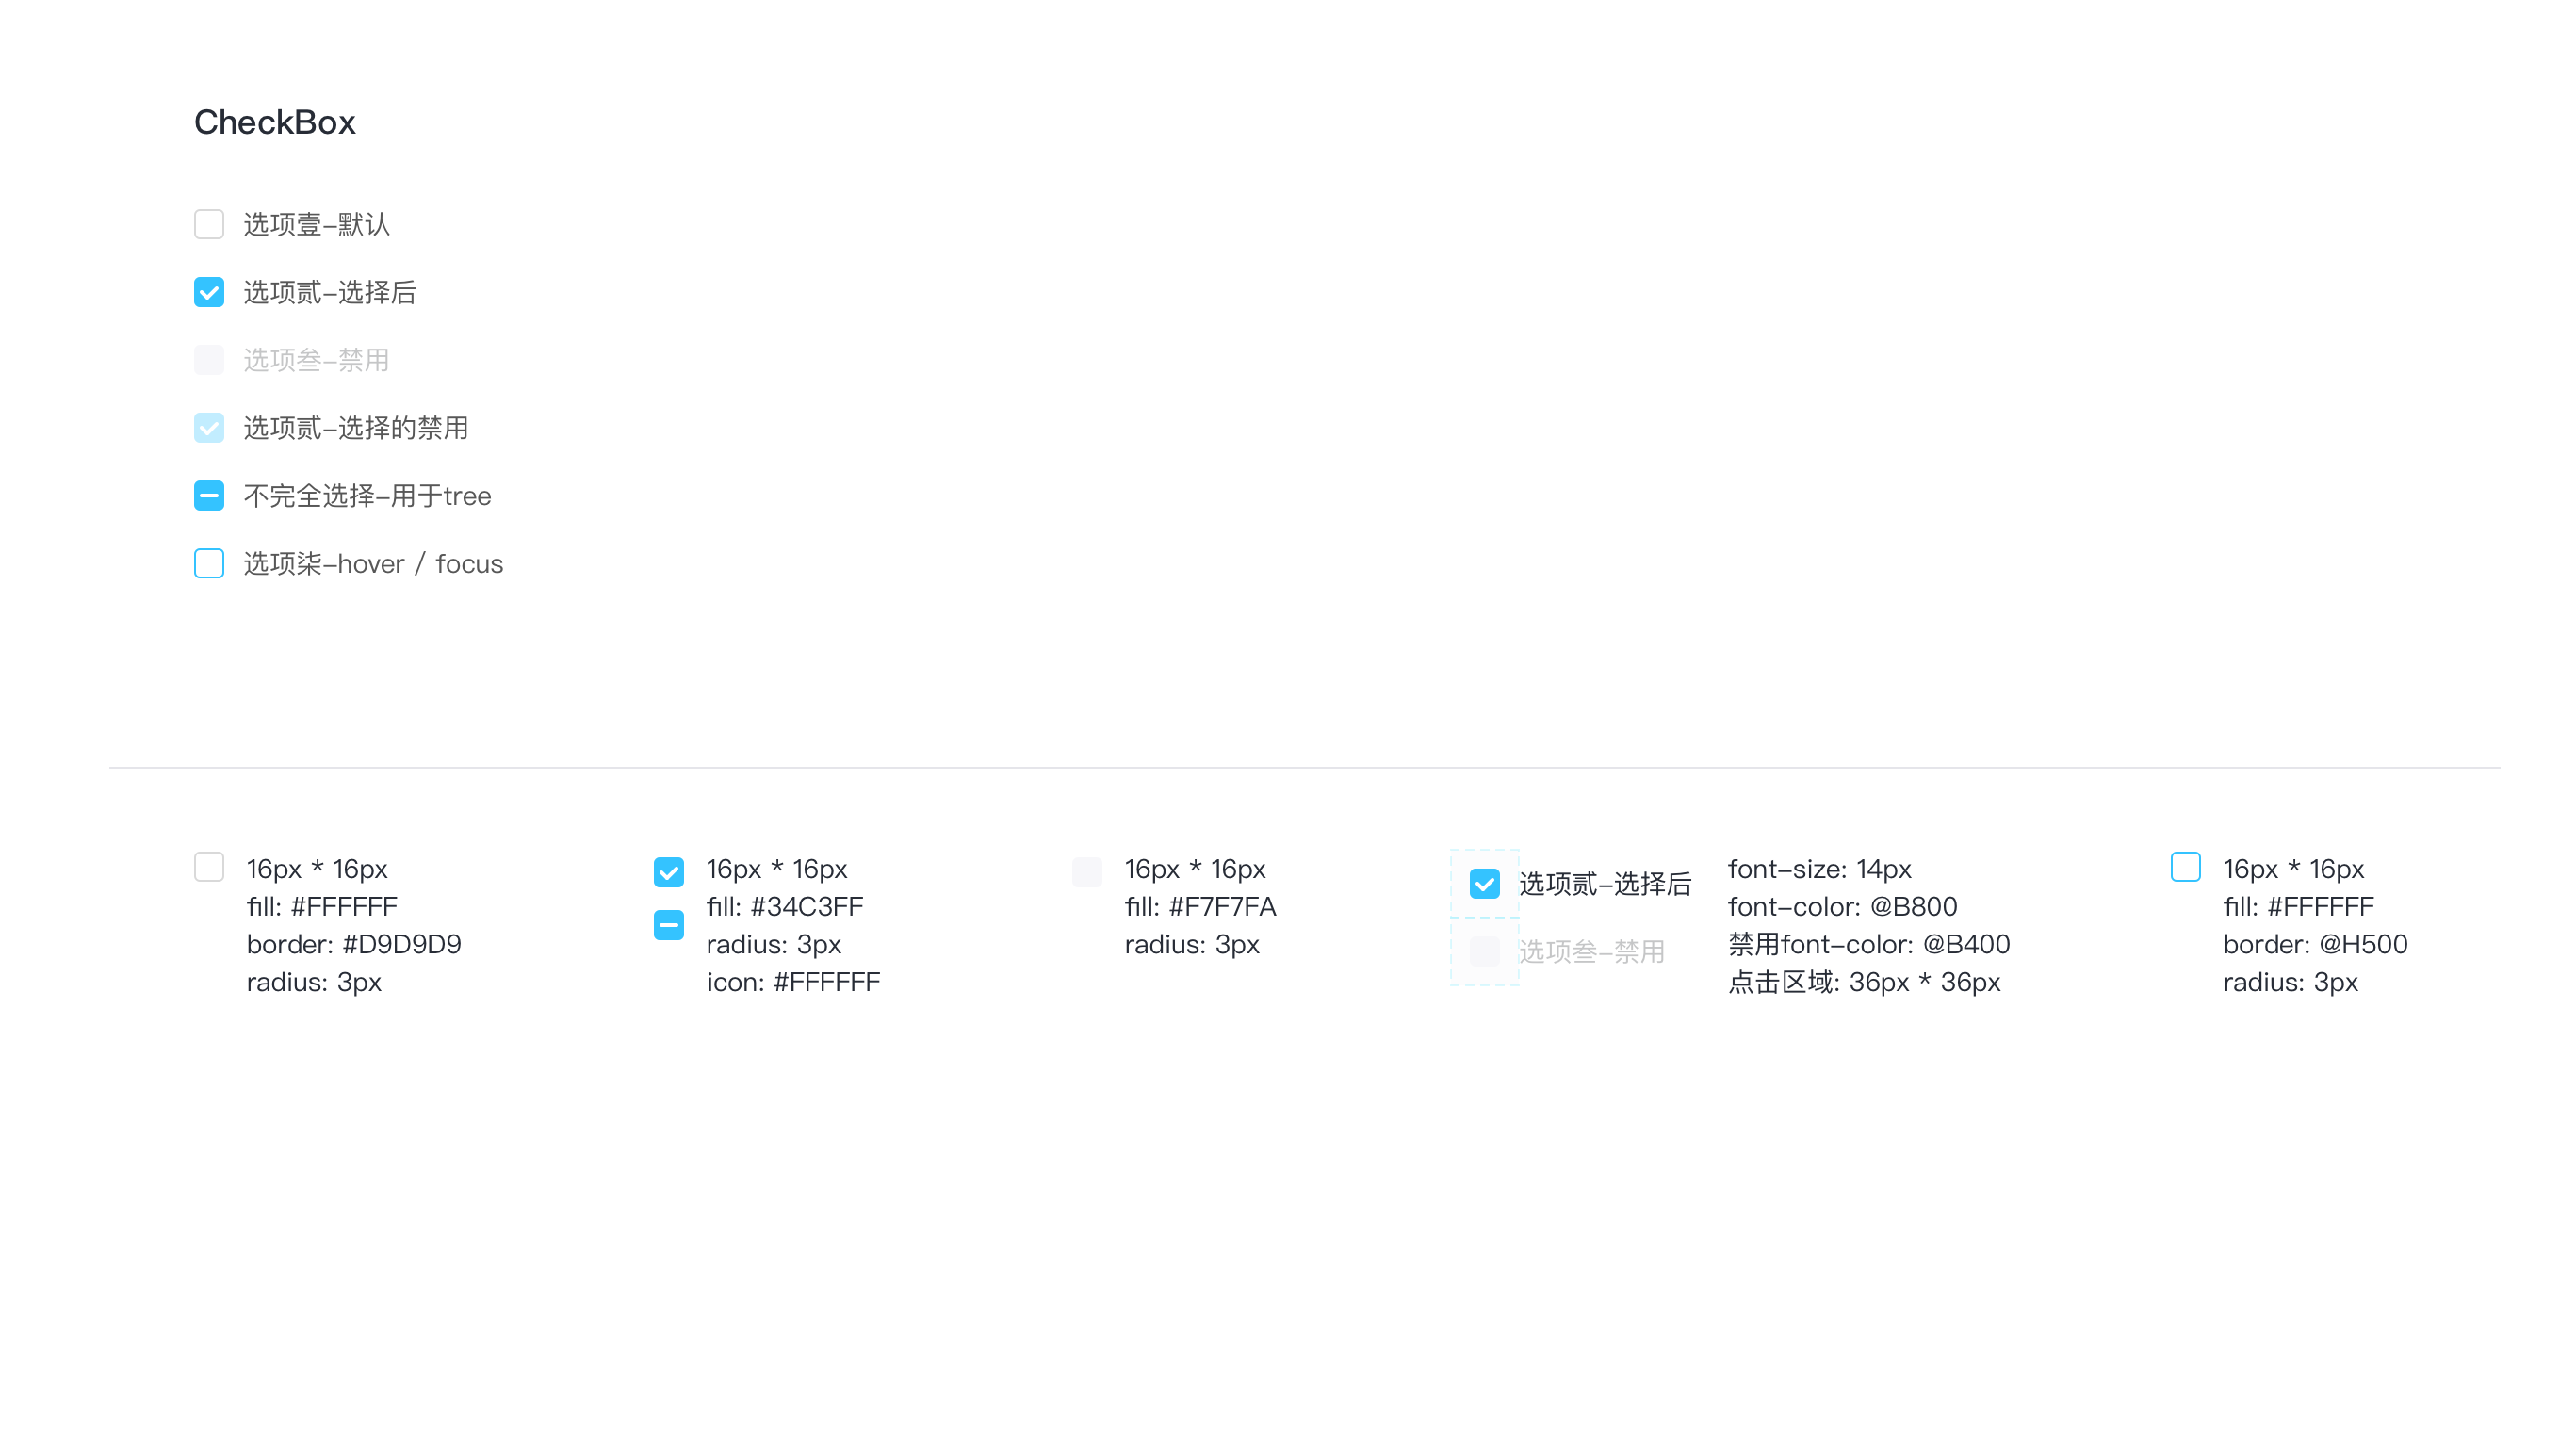 CheckBox
选项壹-默认
选项贰-选择后
选项叁-禁用
选项贰-选择的禁用
不完全选择-用于tree
选项柒-hover / focus
16px * 16px
fill: #FFFFFF
border: #D9D9D9
radius: 3px
16px * 16px
fill: #34C3FF
radius: 3px
icon: #FFFFFF
16px * 16px
fill: #F7F7FA
radius: 3px
选项贰-选择后
选项叁-禁用
font-size: 14px
font-color: @B800
禁用font-color: @B400
点击区域: 36px * 36px
16px * 16px
fill: #FFFFFF
border: @H500
radius: 3px